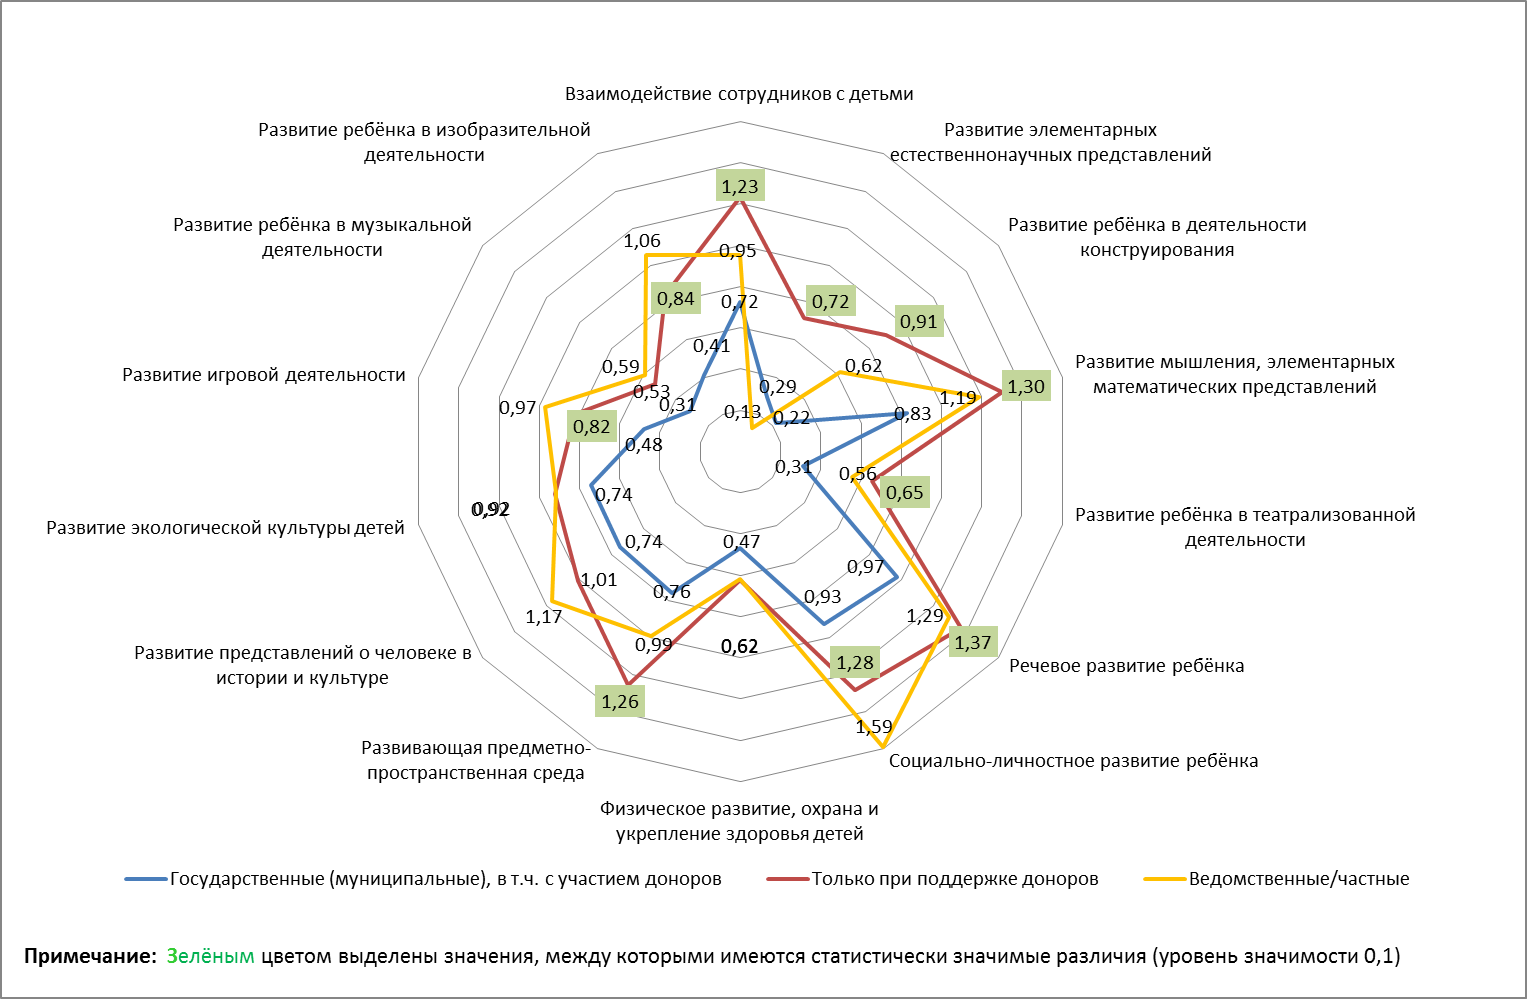 Взаимодействие сотрудников с детьми
Развитие ребёнка в изобразительной
деятельности
Развитие элементарных
естественнонаучных представлений
Развитие ребёнка в музыкальной
деятельности
Развитие ребёнка в деятельности
конструирования
Развитие игровой деятельности
Развитие мышления, элементарных
математических представлений
Развитие экологической культуры детей
Развитие ребёнка в театрализованной
деятельности
Развитие представлений о человеке в
истории и культуре
Речевое развитие ребёнка
Развивающая предметно-
пространственная среда
Социально-личностное развитие ребёнка
Физическое развитие, охрана и
укрепление здоровья детей
1,23
1,06
0,95
0,84
0,72
0,72
0,91
0,41
0,59
0,62
0,53
0,29
1,30
0,31
0,13
0,22
1,19
0,83
0,97
0,82
0,48
0,31
0,56
0,65
0,92
0,92
0,74
0,74
0,47
0,97
1,01
0,76
0,93
1,17
0,99
0,62
0,62
1,29
1,37
1,28
1,26
1,59
Государственные (муниципальные), в т.ч. с участием доноров
Только при поддержке доноров
Ведомственные/частные
Примечание: Зелёным цветом выделены значения, между которыми имеются статистически значимые различия (уровень значимости 0,1)